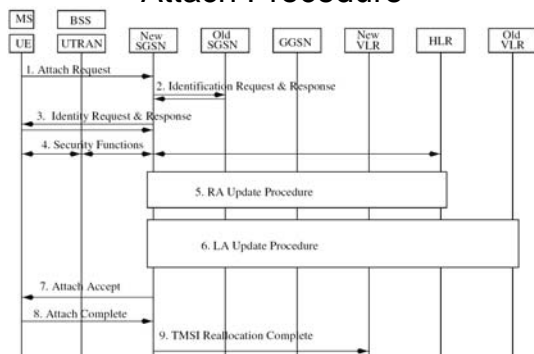 Attach Procedure
MS
BSS
UE
UTRAN
New
SGSN
Old
SGSN
GGSN
New
VLR
HLR
Old
VLR
1. Attach Request
2. Identification Request & Response
3. Identity Request & Response
4. Security Functions
5. RA Update Procedure
6. LA Update Procedure
7. Attach Accept
8. Attach Complete
9. TMSI Reallocation Complete